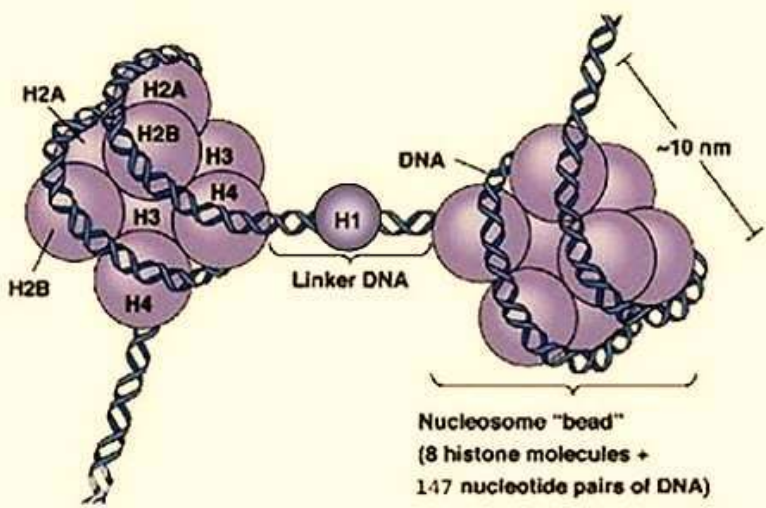 H2A
H2A
H2B
H3
H4
H3
H2B
H4
H1
Linker DNA
DNA
~10 nm
Nucleosome "bead"
(8 histone molecules +
147 nucleotide pairs of DNA)